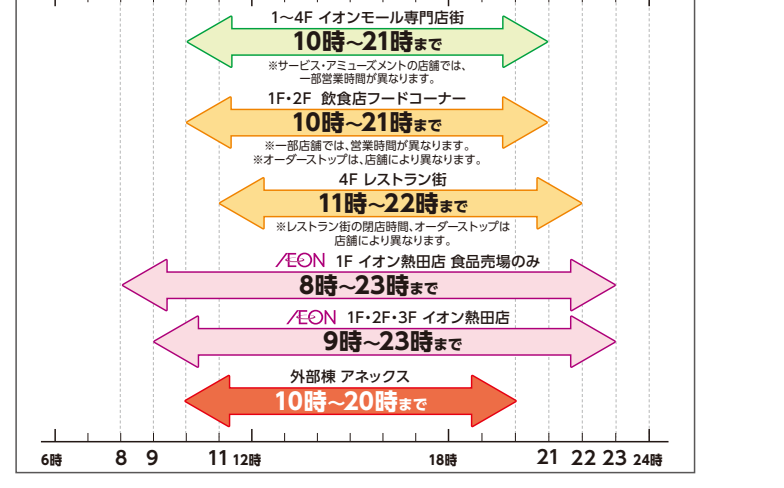 1～4F イオンモール専門店街
10時～21時まで
※サービス・アミューズメントの店舗では、
一部営業時間が異なります。
1F・2F 飲食店フードコーナー
10時～21時まで
※一部店舗では、営業時間が異なります。
※オーダーストップは、店舗により異なります。
4F レストラン街
11時～22時まで
※レストラン街の閉店時間、オーダーストップは
店舗により異なります。
ÆON 1F イオン熱田店 食品売場のみ
8時～23時まで
ÆON 1F・2F・3F イオン熱田店
9時～23時まで
外部棟 アネックス
10時～20時まで
6時 8 9 11 12時 18時 21 22 23 24時